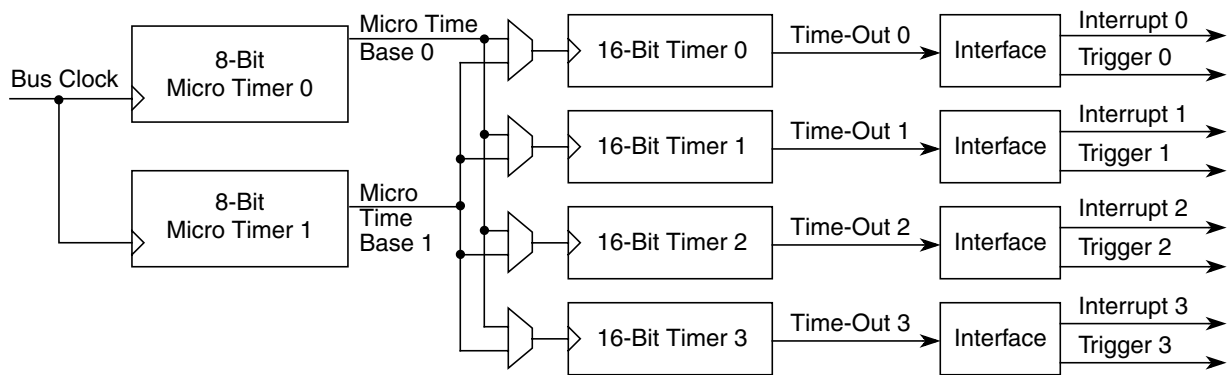 Bus Clock
8-Bit
Micro Timer 0
Micro Time
Base 0
8-Bit
Micro Timer 1
Micro
Time
Base 1
16-Bit Timer 0
Time-Out 0
Interface
Interrupt 0
Trigger 0
16-Bit Timer 1
Time-Out 1
Interface
Interrupt 1
Trigger 1
16-Bit Timer 2
Time-Out 2
Interface
Interrupt 2
Trigger 2
16-Bit Timer 3
Time-Out 3
Interface
Interrupt 3
Trigger 3